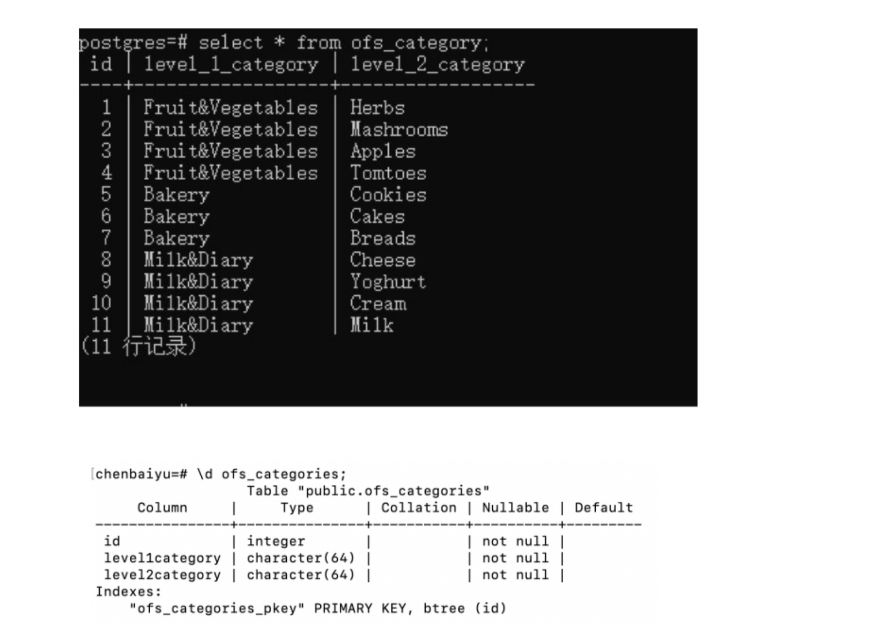 postgres=# select * from ofs_category;
id | level_1_category | level_2_category
----+------------------+------------------
1 | Fruit&Vegetables | Herbs
2 | Fruit&Vegetables | Mashrooms
3 | Fruit&Vegetables | Apples
4 | Fruit&Vegetables | Tomtoes
5 | Bakery | Cookies
6 | Bakery | Cakes
7 | Bakery | Breads
8 | Milk&Diary | Cheese
9 | Milk&Diary | Yoghurt
10 | Milk&Diary | Cream
11 | Milk&Diary | Milk
(11 行记录)
[chenbaiyu=# \d ofs_categories;
Table "public.ofs_categories"
Column | Type | Collation | Nullable | Default
----------------+---------------+-----------+----------+---------
id | integer | | not null |
level1category | character(64) | | not null |
level2category | character(64) | | not null |
Indexes:
"ofs_categories_pkey" PRIMARY KEY, btree (id)